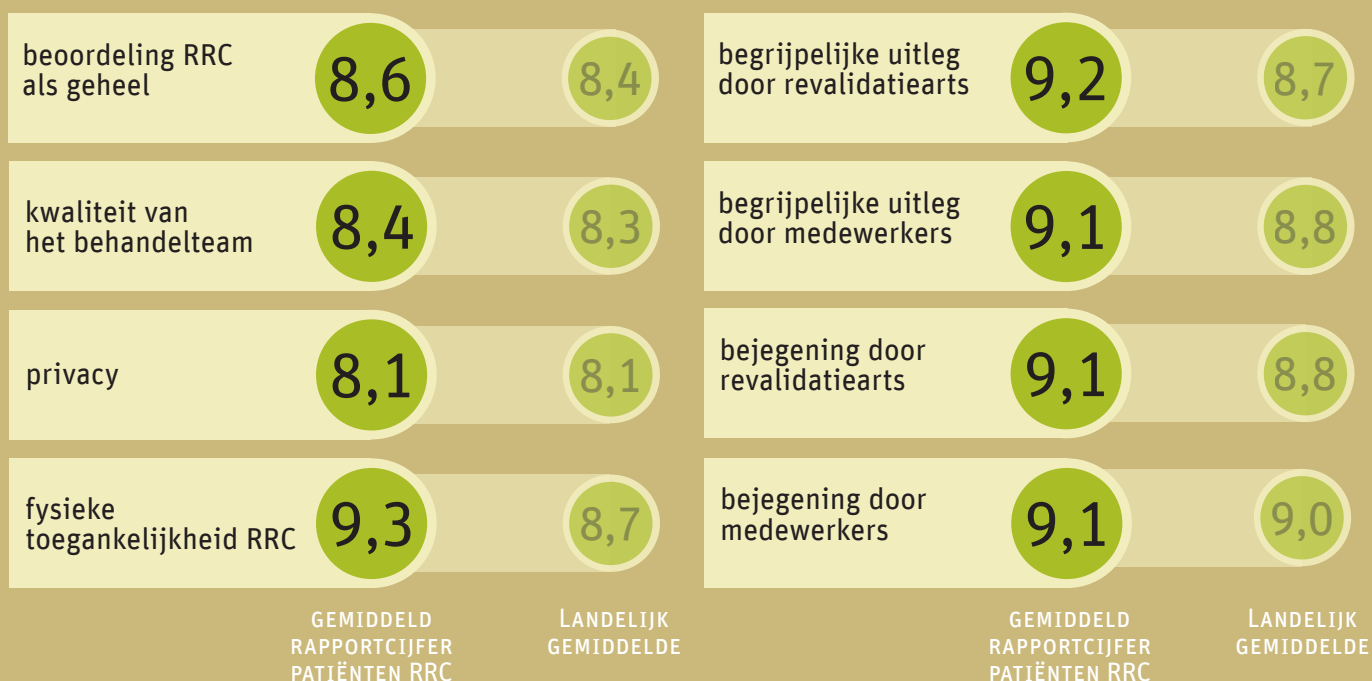 beoordeling RRC
als geheel
8,6
8,4
kwaliteit van
het behandelteam
8,4
8,3
privacy
8,1
8,1
fysieke
toegankelijkheid RRC
9,3
8,7
GEMIDDELD
RAPPORTCIJFER
PATIËNTEN RRC
LANDELIJK
GEMIDDELDE
begrijpelijke uitleg
door revalidatiearts
9,2
8,7
begrijpelijke uitleg
door medewerkers
9,1
8,8
bejegening door
revalidatiearts
9,1
8,8
bejegening door
medewerkers
9,1
9,0
GEMIDDELD
RAPPORTCIJFER
PATIËNTEN RRC
LANDELIJK
GEMIDDELDE